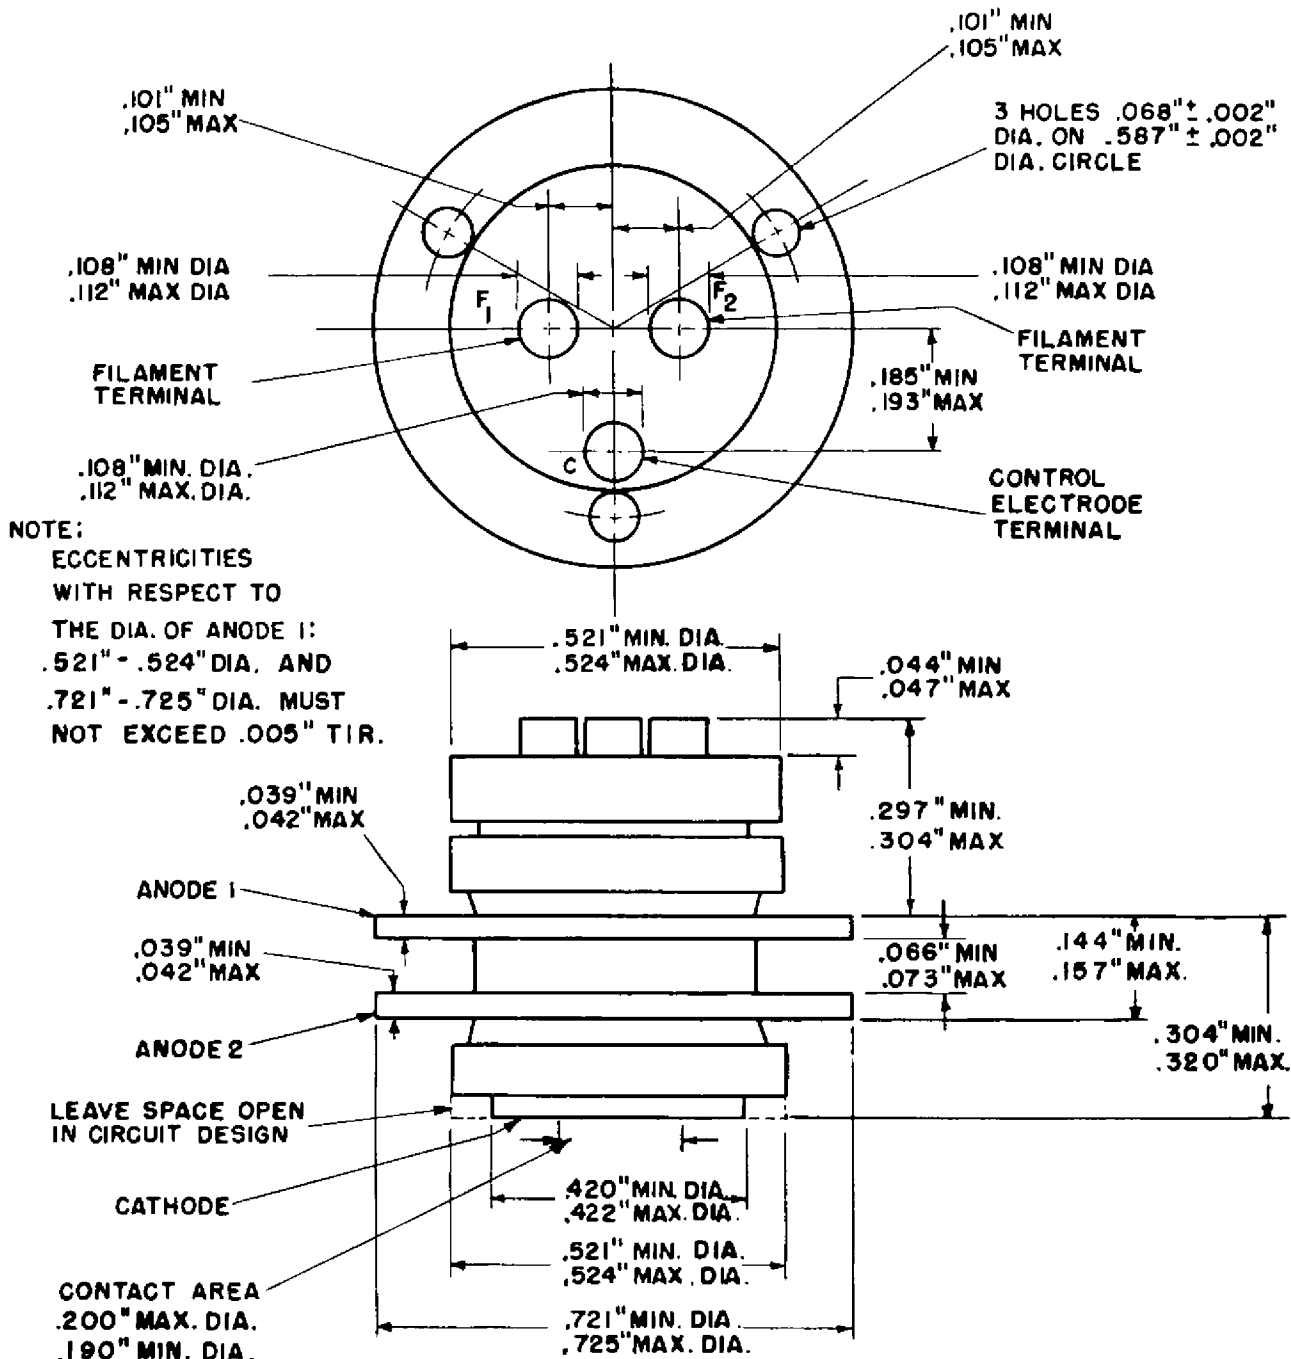 .101" MIN
.105" MAX
.101" MIN
.105" MAX
3 HOLES .068" ± .002"
DIA. ON .587" ± .002"
DIA. CIRCLE
.108" MIN DIA
.112" MAX DIA
F1
F2
.108" MIN DIA
.112" MAX DIA
FILAMENT
TERMINAL
FILAMENT
TERMINAL
.185" MIN
.193" MAX
.108" MIN. DIA.
.112" MAX. DIA.
C
CONTROL
ELECTRODE
TERMINAL
NOTE:
ECCENTRICITIES
WITH RESPECT TO
THE DIA. OF ANODE 1:
.521" - .524" DIA. AND
.721" - .725" DIA. MUST
NOT EXCEED .005" TIR.
.521" MIN. DIA.
.524" MAX. DIA.
.044" MIN
.047" MAX
.039" MIN
.042" MAX
.297" MIN.
.304" MAX
ANODE 1
.039" MIN
.042" MAX
.066" MIN
.073" MAX
.144" MIN.
.157" MAX.
ANODE 2
.304" MIN.
.320" MAX.
LEAVE SPACE OPEN
IN CIRCUIT DESIGN
CATHODE
.420" MIN. DIA.
.422" MAX. DIA.
.521" MIN. DIA.
.524" MAX. DIA.
CONTACT AREA
.200" MAX. DIA.
.190" MIN. DIA.
.721" MIN. DIA
.725" MAX. DIA.